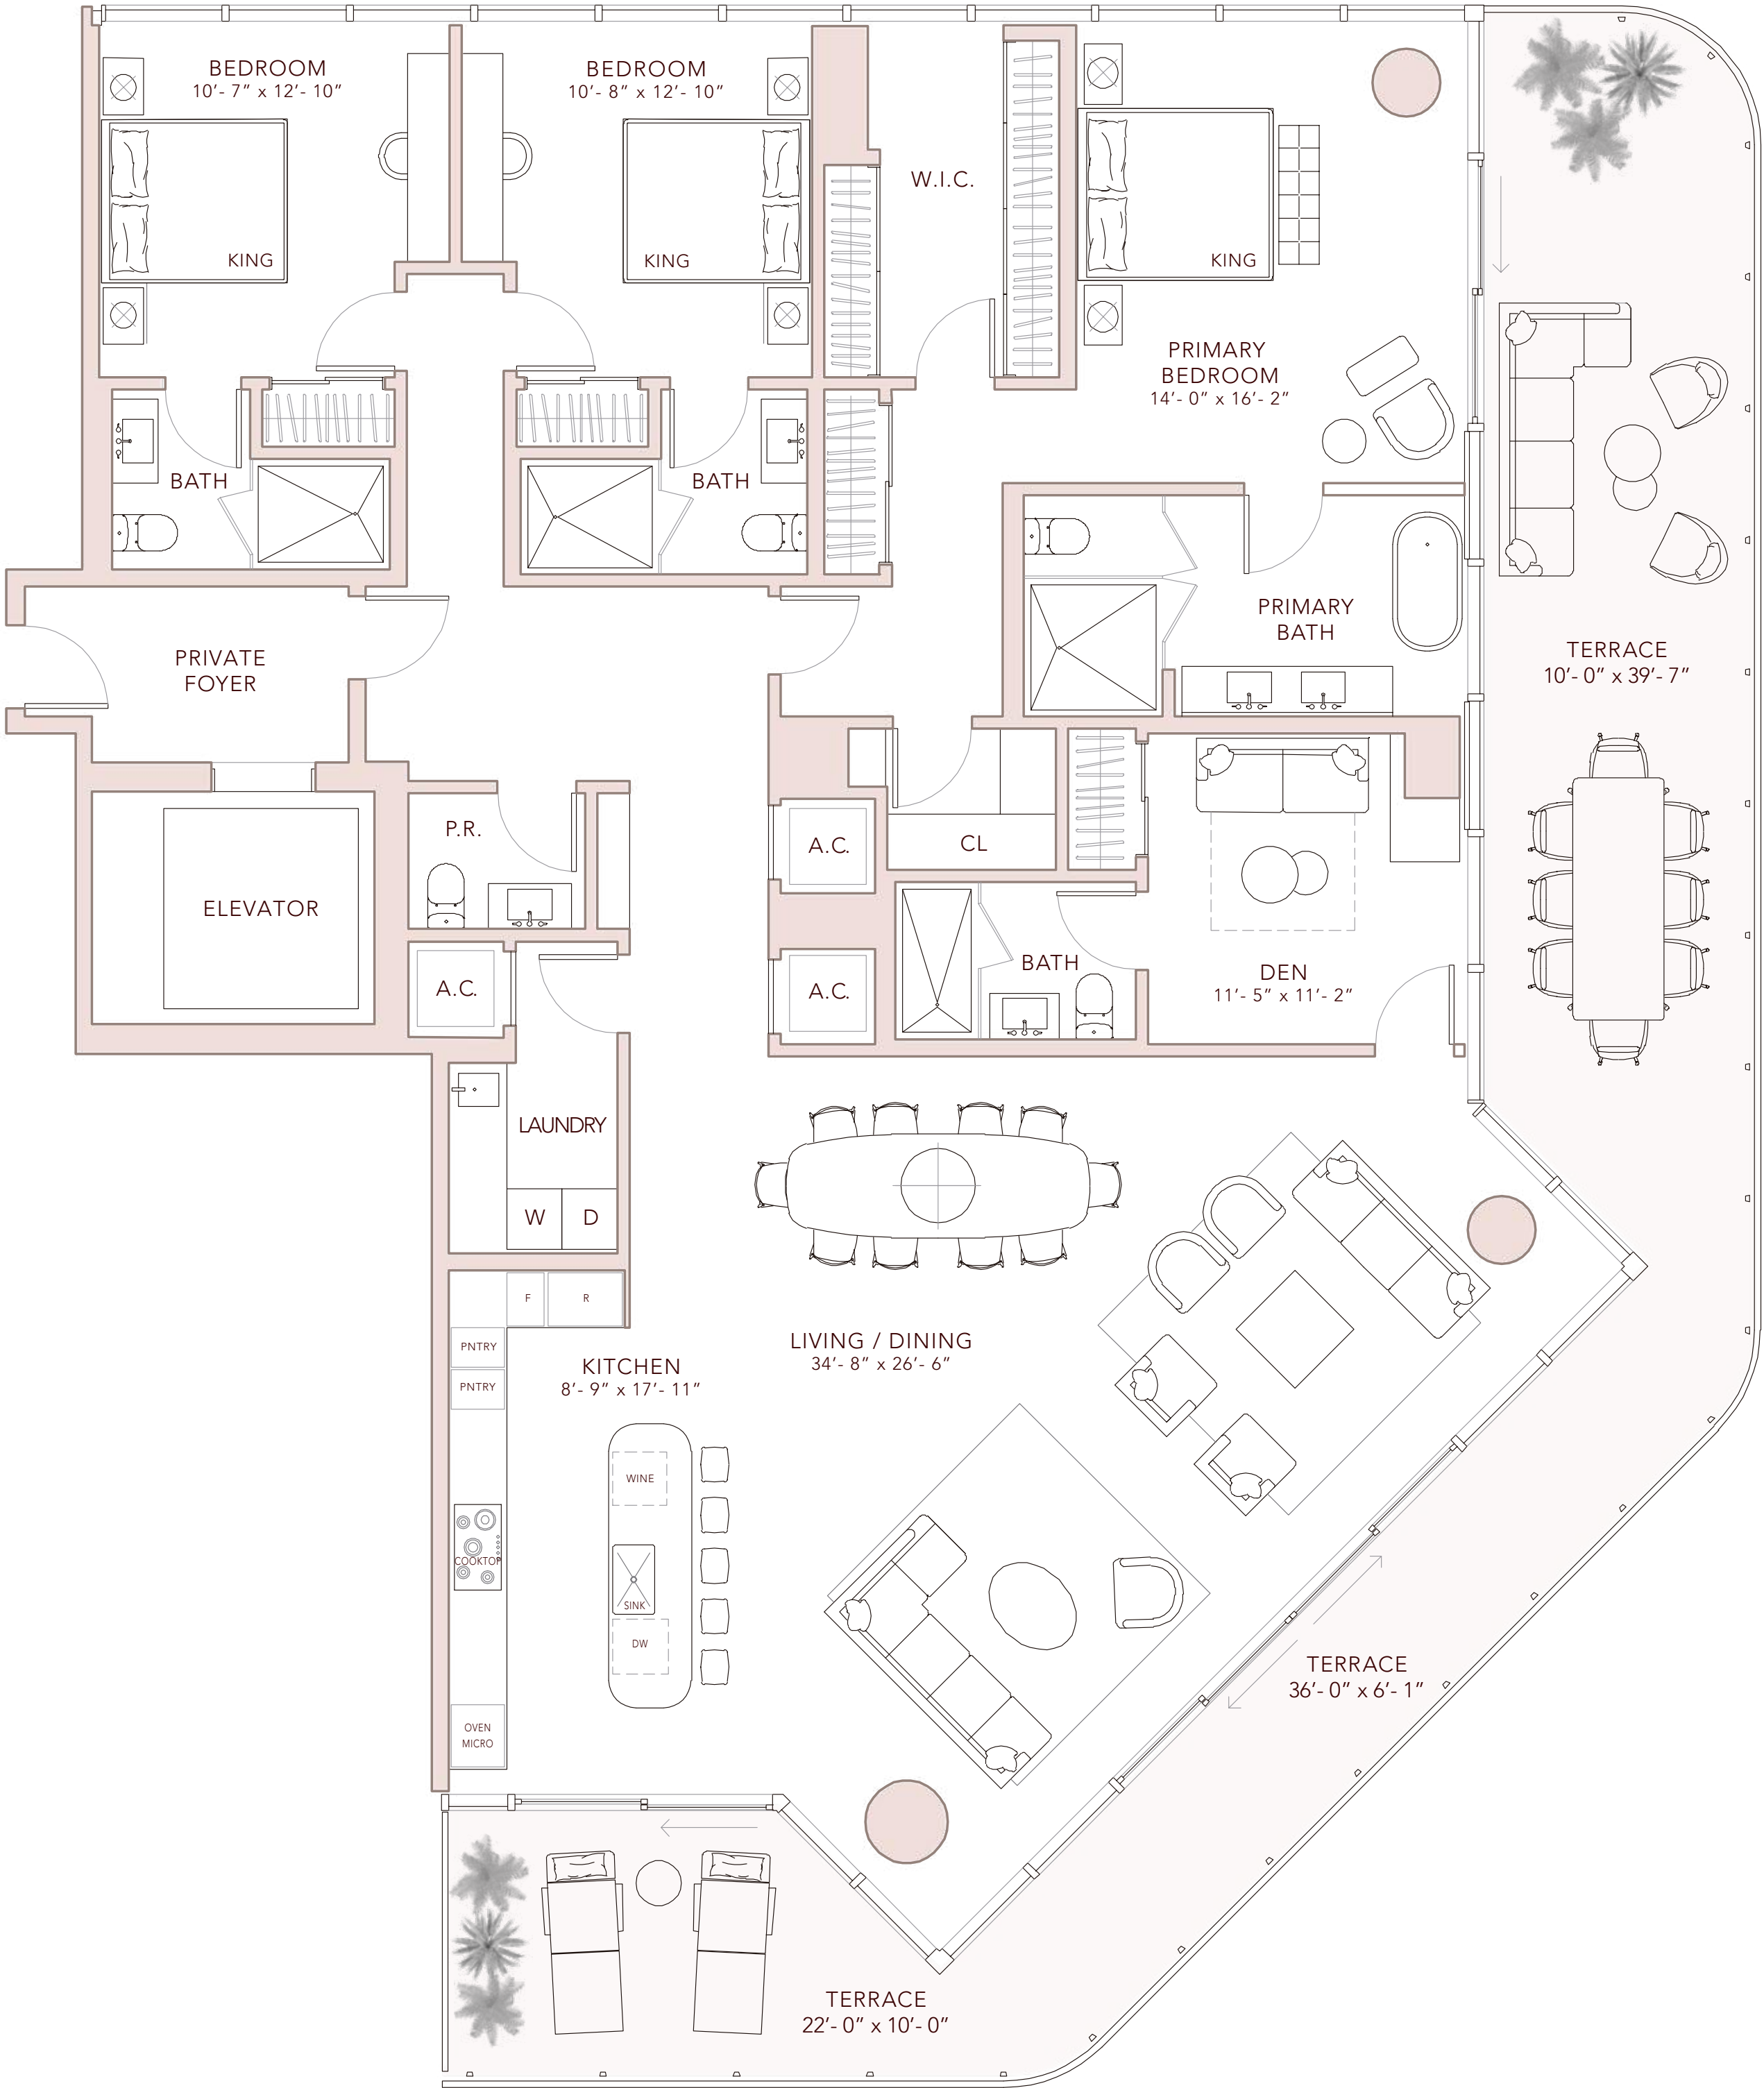 BEDROOM
10’- 7” x 12’- 10”
BEDROOM
10’- 8” x 12’- 10”
W.I.C.
KING
KING
KING
PRIMARY
BEDROOM
14’- 0” x 16’- 2”
BATH
BATH
PRIMARY
BATH
PRIVATE
FOYER
TERRACE
10’- 0” x 39’- 7”
P.R.
A.C.
CL
ELEVATOR
BATH
DEN
11’- 5” x 11’- 2”
A.C.
A.C.
LAUNDRY
W
D
F
R
PNTRY
PNTRY
KITCHEN
8’- 9” x 17’- 11”
LIVING / DINING
34’- 8” x 26’- 6”
WINE
COOKTOP
SINK
DW
OVEN
MICRO
TERRACE
36’- 0” x 6’- 1”
TERRACE
22’- 0” x 10’- 0”